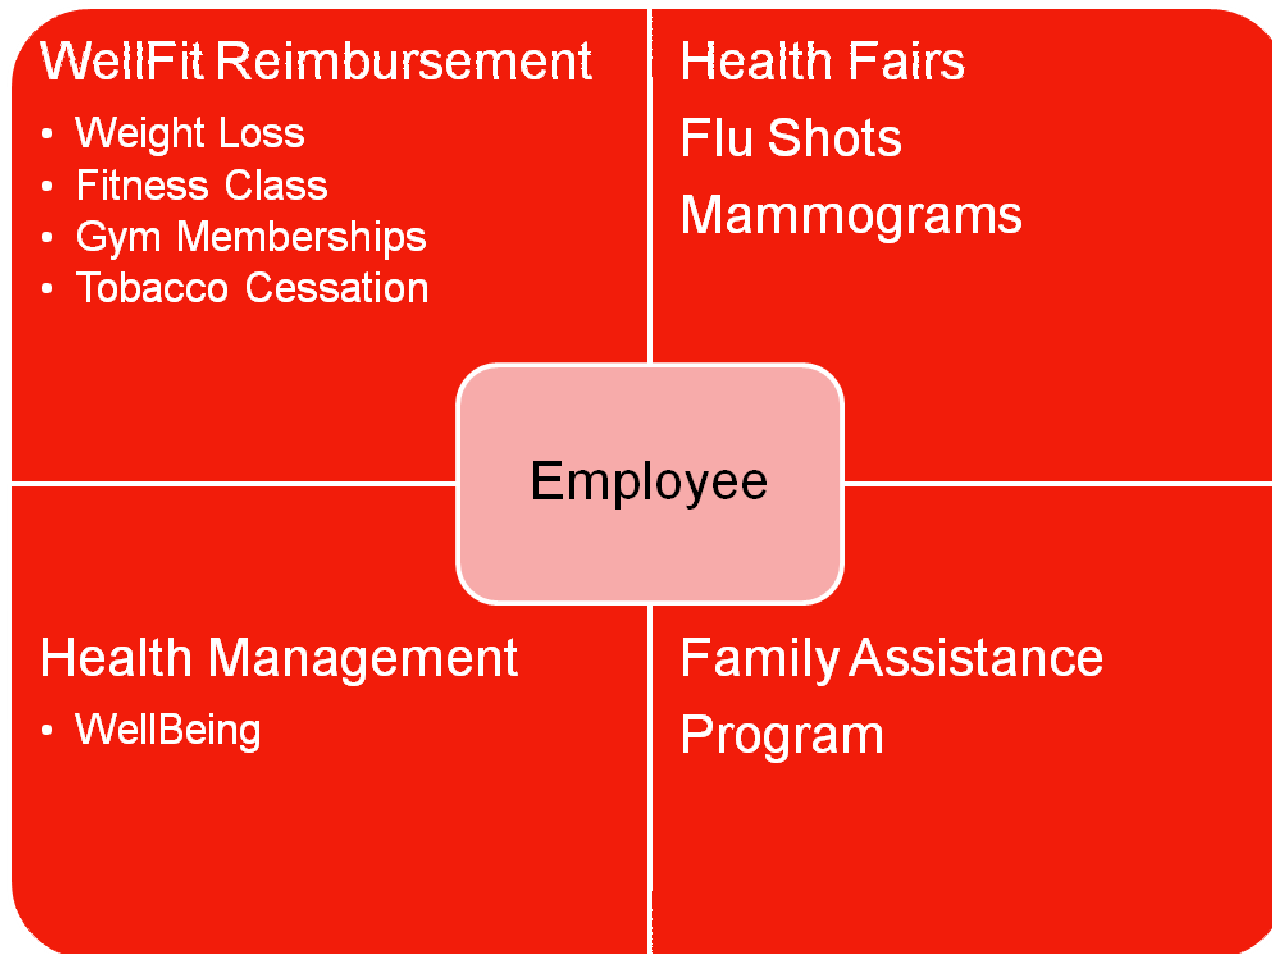 WellFit Reimbursement
• Weight Loss
• Fitness Class
• Gym Memberships
• Tobacco Cessation
Health Fairs
Flu Shots
Mammograms
Employee
Health Management
• WellBeing
Family Assistance
Program